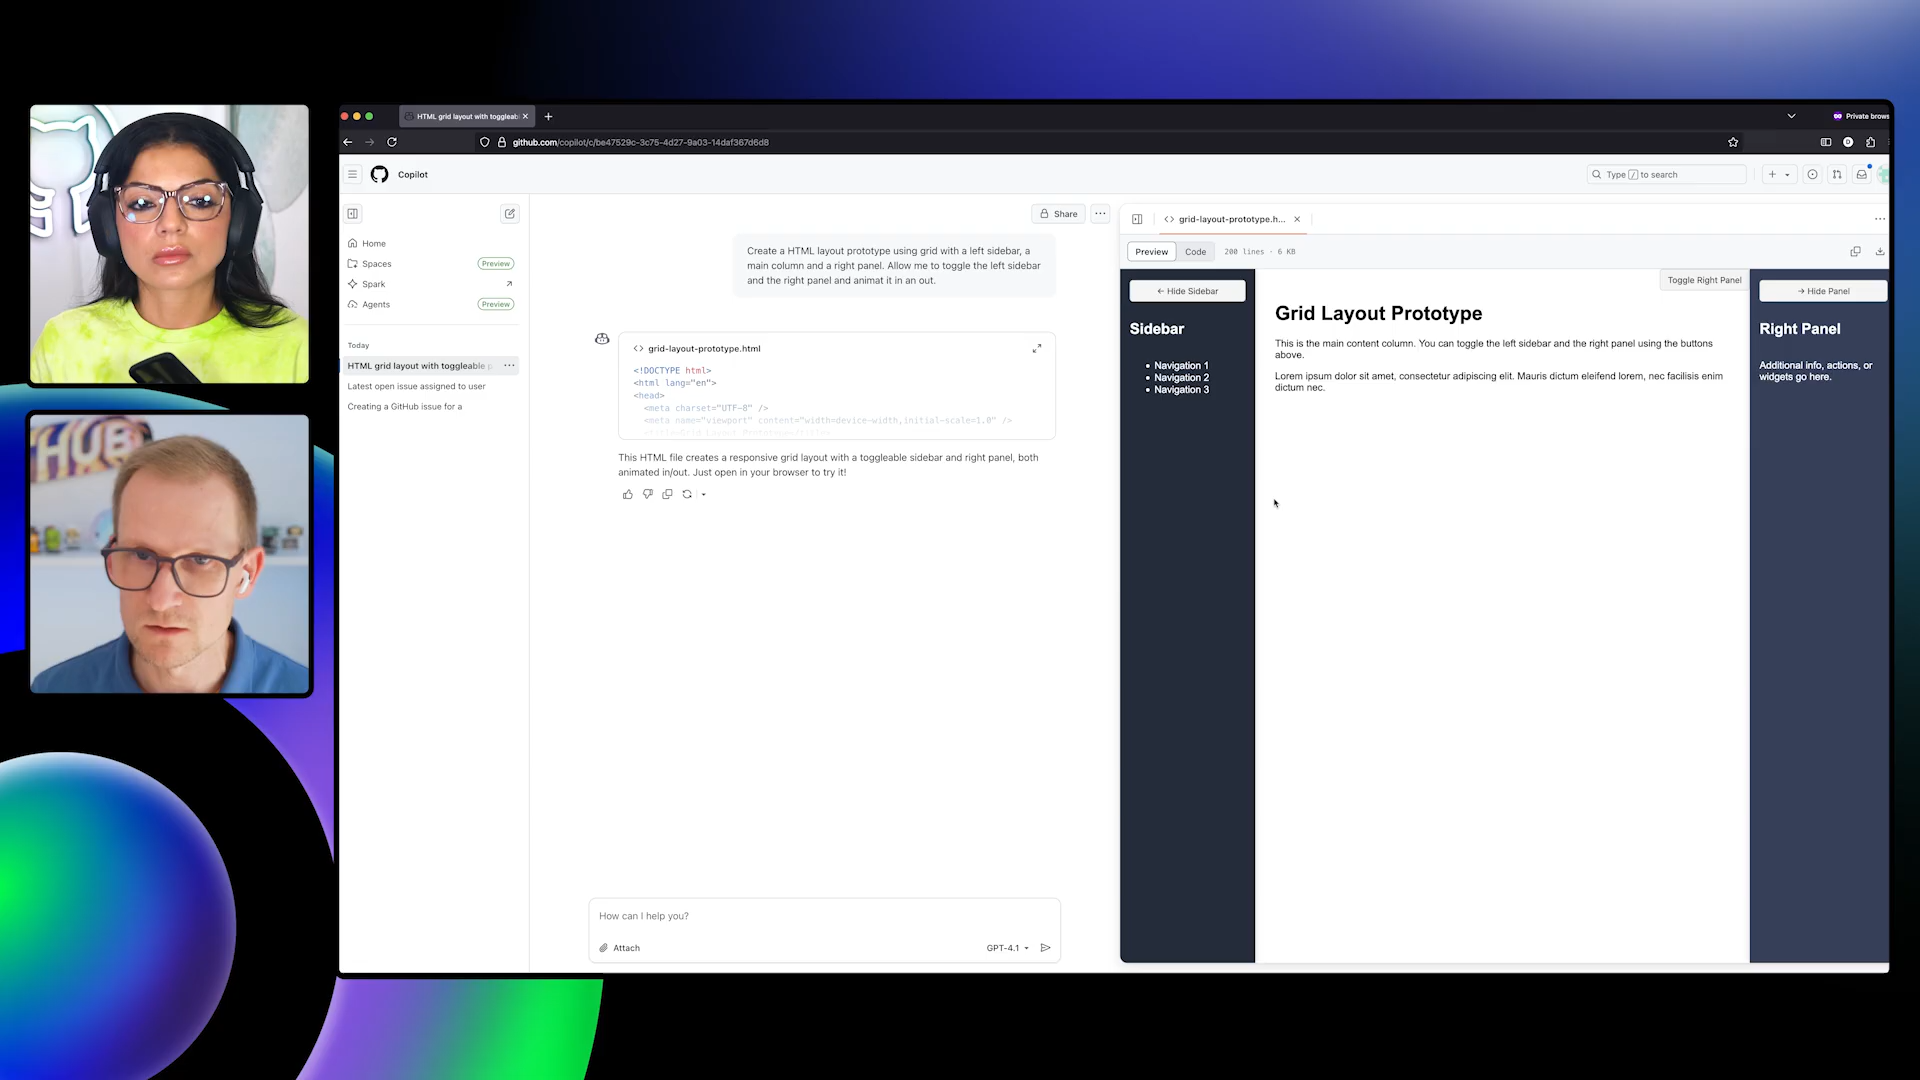 HTML grid layout with toggleab
Private brows
github.com/copilot/c/be47529c-3c75-4d27-9a03-14daf367d6d8
Copilot
Type / to search
Home
Spaces Preview
Spark
Agents Preview
Today
HTML grid layout with toggleable p
Latest open issue assigned to user
Creating a GitHub issue for a
Share
Create a HTML layout prototype using grid with a left sidebar, a
main column and a right panel. Allow me to toggle the left sidebar
and the right panel and animat it in an out.
grid-layout-prototype.html
<!DOCTYPE html>
<html lang="en">
<head>
<meta charset="UTF-8" />
<meta name="viewport" content="width=device-width,initial-scale=1.0" />
<title>Grid Layout Prototype</title>
This HTML file creates a responsive grid layout with a toggleable sidebar and right panel, both
animated in/out. Just open in your browser to try it!
How can I help you?
Attach
GPT-4.1
grid-layout-prototype.h...
Preview Code 200 lines · 6 KB
← Hide Sidebar
Sidebar
Navigation 1
Navigation 2
Navigation 3
Toggle Right Panel
Grid Layout Prototype
This is the main content column. You can toggle the left sidebar and the right panel using the buttons
above.
Lorem ipsum dolor sit amet, consectetur adipiscing elit. Mauris dictum eleifend lorem, nec facilisis enim
dictum nec.
→ Hide Panel
Right Panel
Additional info, actions, or
widgets go here.